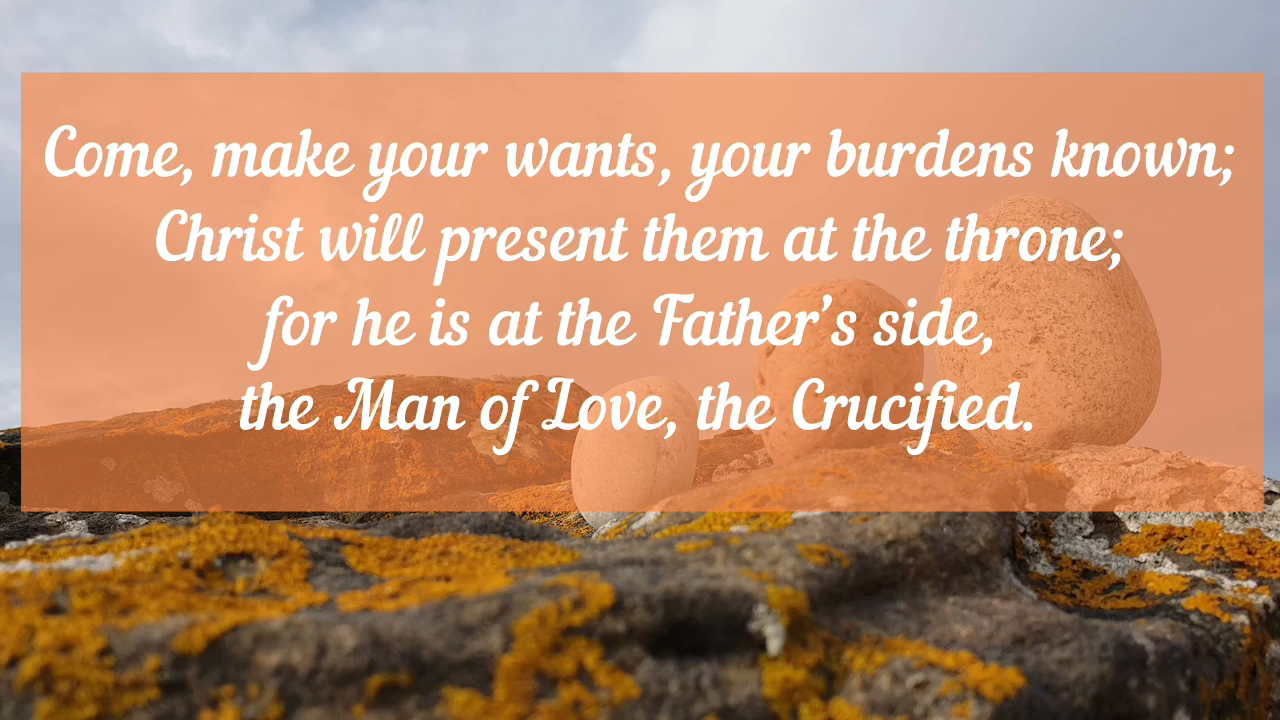 Come, make your wants, your burdens known;
Christ will present them at the throne;
for he is at the Father’s side,
the Man of Love, the Crucified.